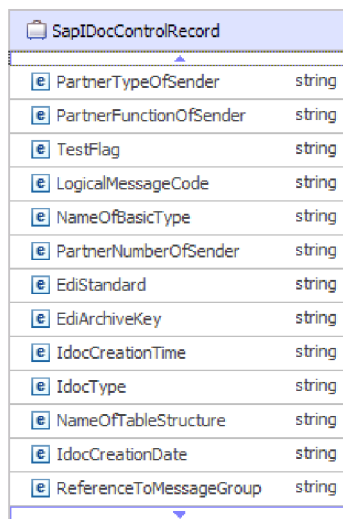 SapIDocControlRecord
PartnerTypeOfSender string
PartnerFunctionOfSender string
TestFlag string
LogicalMessageCode string
NameOfBasicType string
PartnerNumberOfSender string
EdiStandard string
EdiArchiveKey string
IdocCreationTime string
IdocType string
NameOfTableStructure string
IdocCreationDate string
ReferenceToMessageGroup string